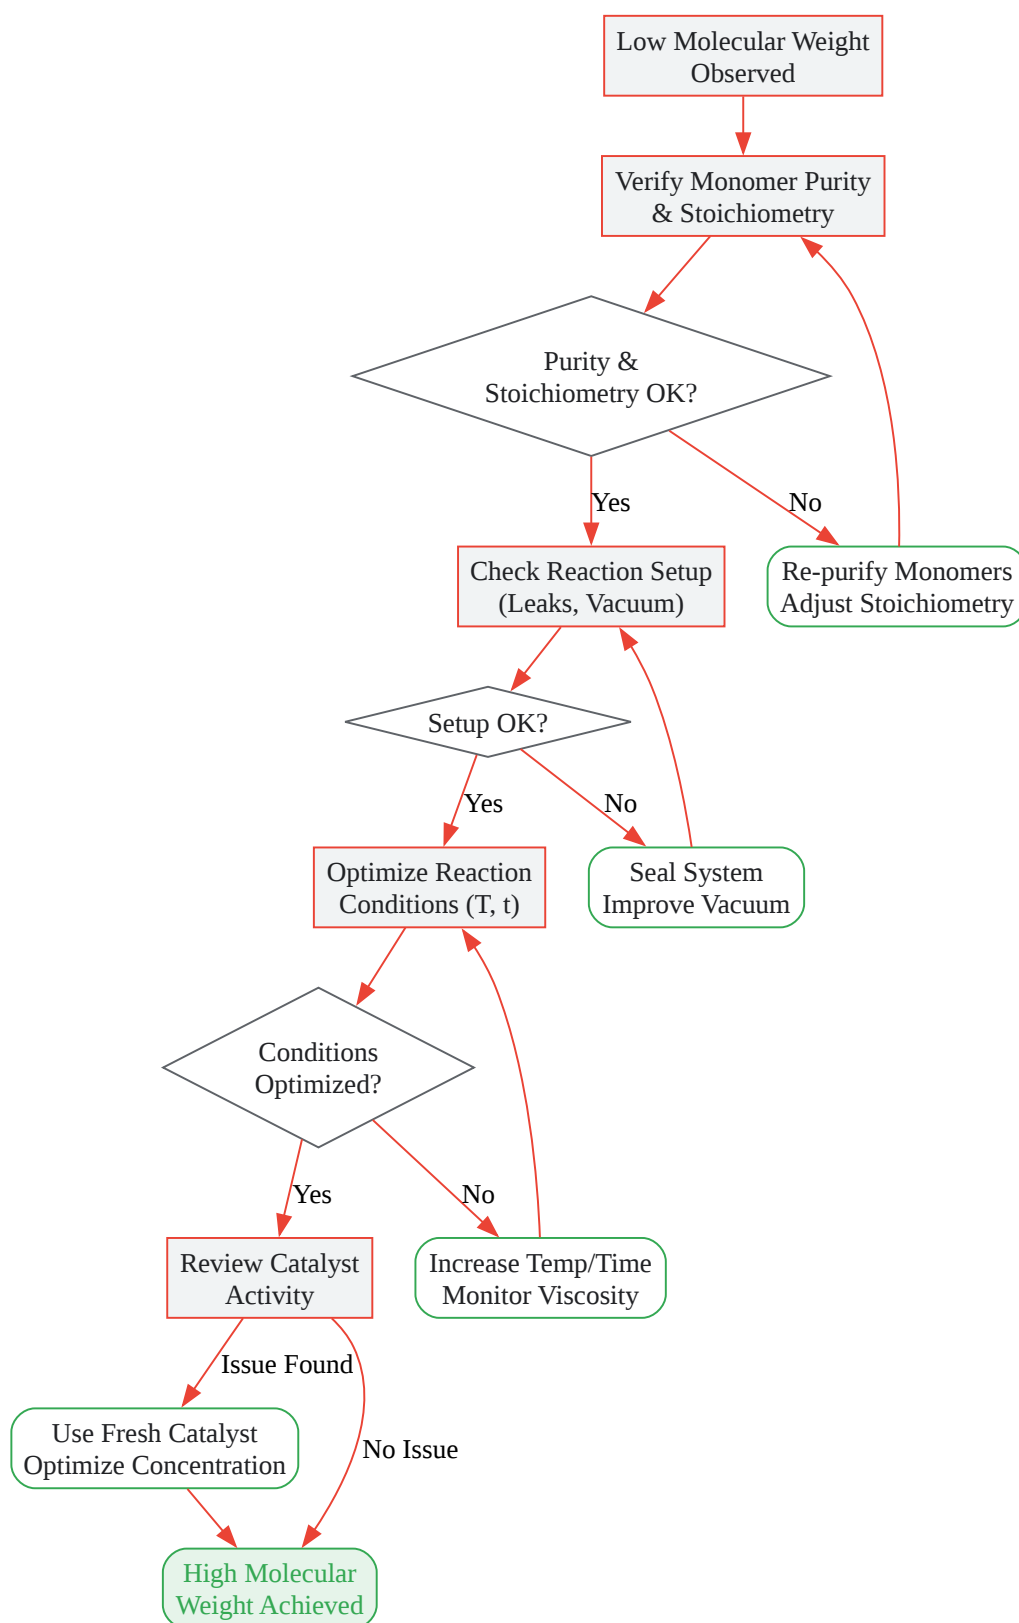 Low Molecular Weight
Observed
Verify Monomer Purity
& Stoichiometry
Purity &
Stoichiometry OK?
Yes
No
Check Reaction Setup
(Leaks, Vacuum)
Re-purify Monomers
Adjust Stoichiometry
Setup OK?
Yes
No
Optimize Reaction
Conditions (T, t)
Seal System
Improve Vacuum
Conditions
Optimized?
Yes
No
Review Catalyst
Activity
Increase Temp/Time
Monitor Viscosity
Issue Found
Use Fresh Catalyst
Optimize Concentration
No Issue
High Molecular
Weight Achieved